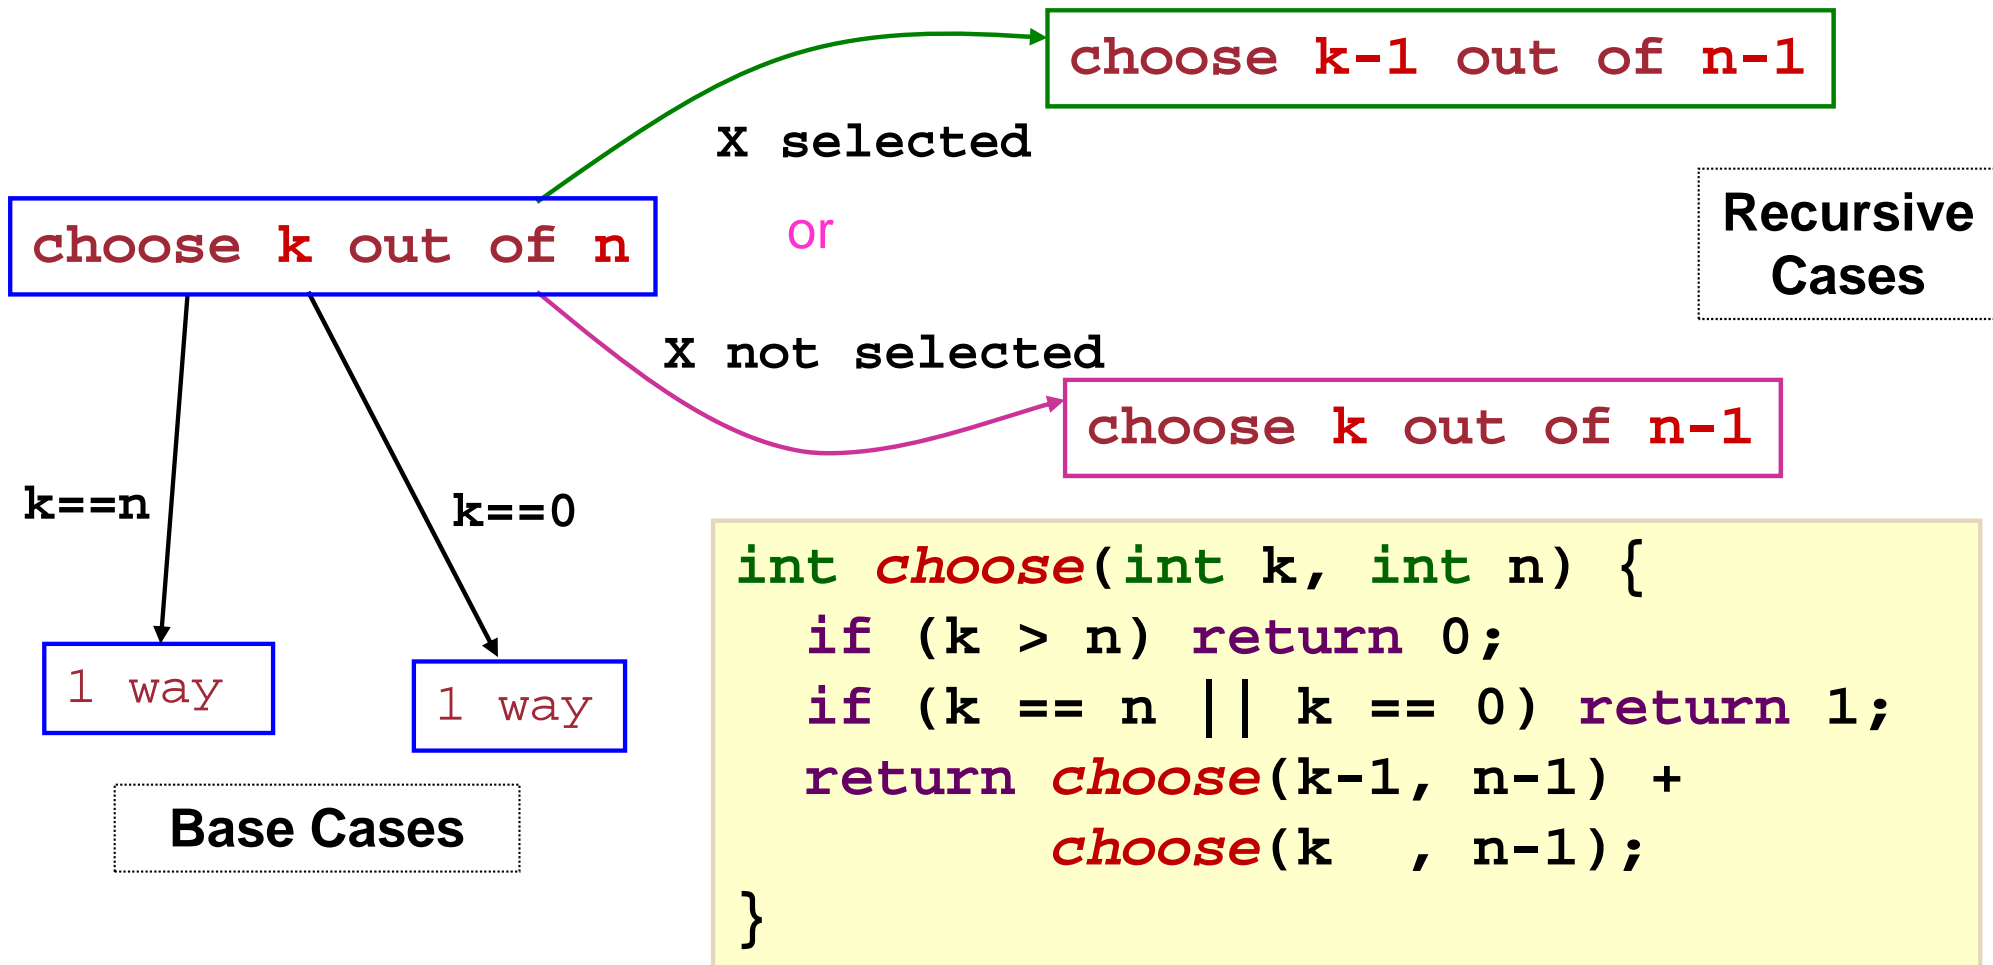 choose k-1 out of n-1
X selected
choose k out of n
or
Recursive
Cases
X not selected
choose k out of n-1
k==n
k==0
1 way
1 way
Base Cases
int choose(int k, int n) {
  if (k > n) return 0;
  if (k == n || k == 0) return 1;
  return choose(k-1, n-1) +
         choose(k  , n-1);
}